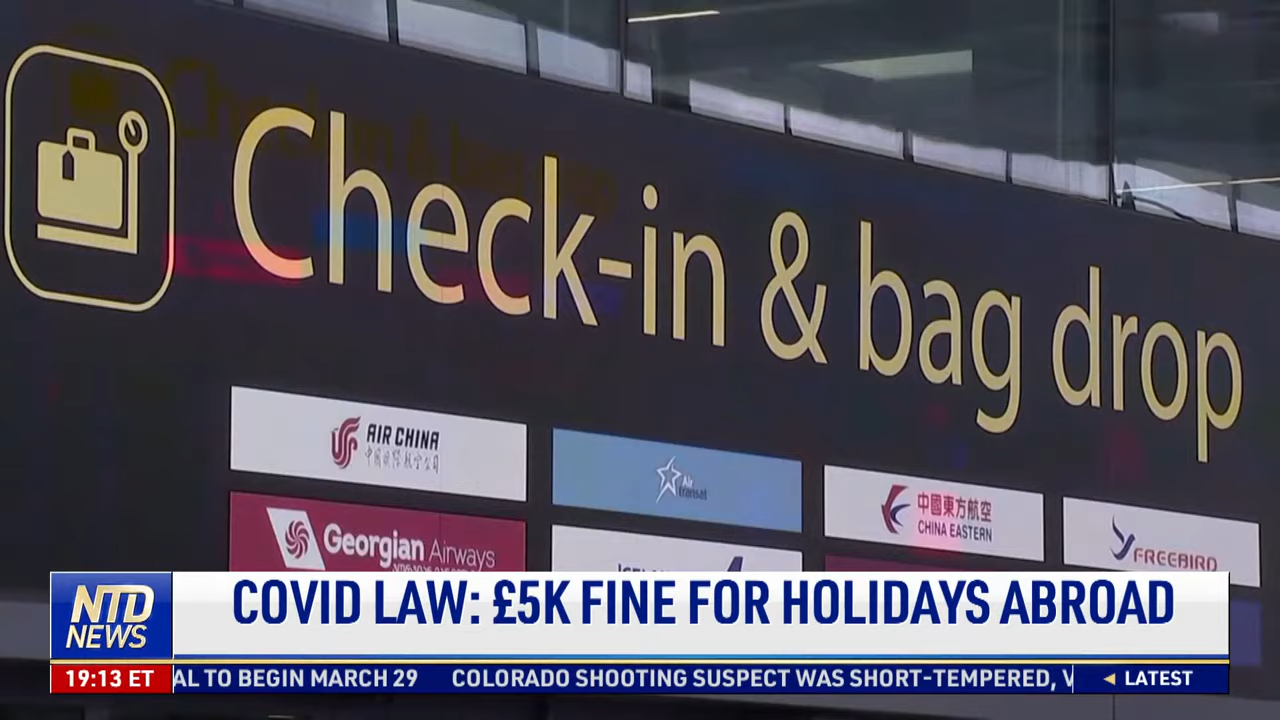 Check-in & bag drop
AIR CHINA
中国国际航空公司
Air
transat
中國東方航空
CHINA EASTERN
FREEBIRD
Georgian Airways
NTD
NEWS
COVID LAW: £5K FINE FOR HOLIDAYS ABROAD
19:13 ET
AL TO BEGIN MARCH 29 COLORADO SHOOTING SUSPECT WAS SHORT-TEMPERED, V
◄ LATEST